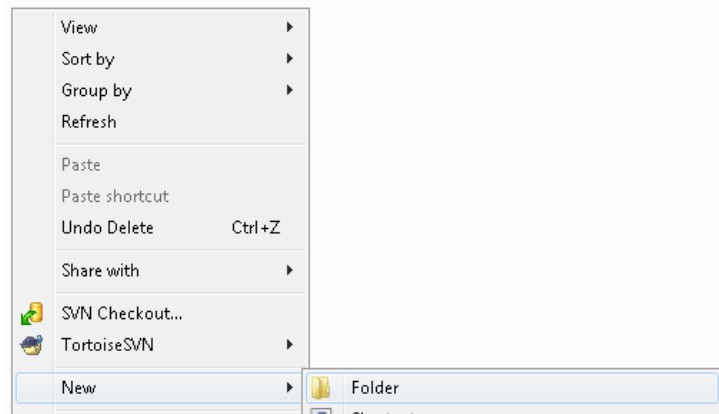 View
Sort by
Group by
Refresh
Paste
Paste shortcut
Undo Delete Ctrl+Z
Share with
SVN Checkout...
TortoiseSVN
New
Folder